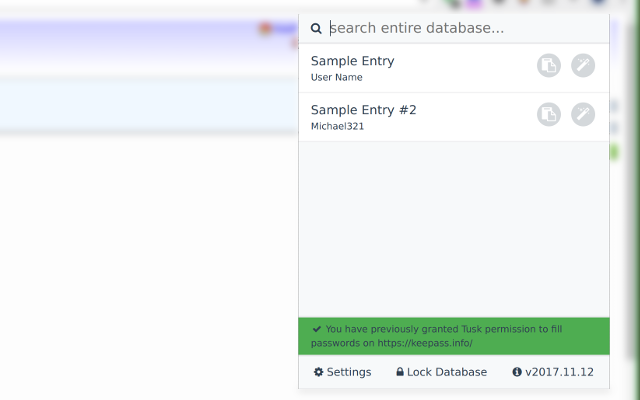 search entire database...
Sample Entry
User Name
Sample Entry #2
Michael321
You have previously granted Tusk permission to fill
passwords on https://keepass.info/
Settings Lock Database v2017.11.12